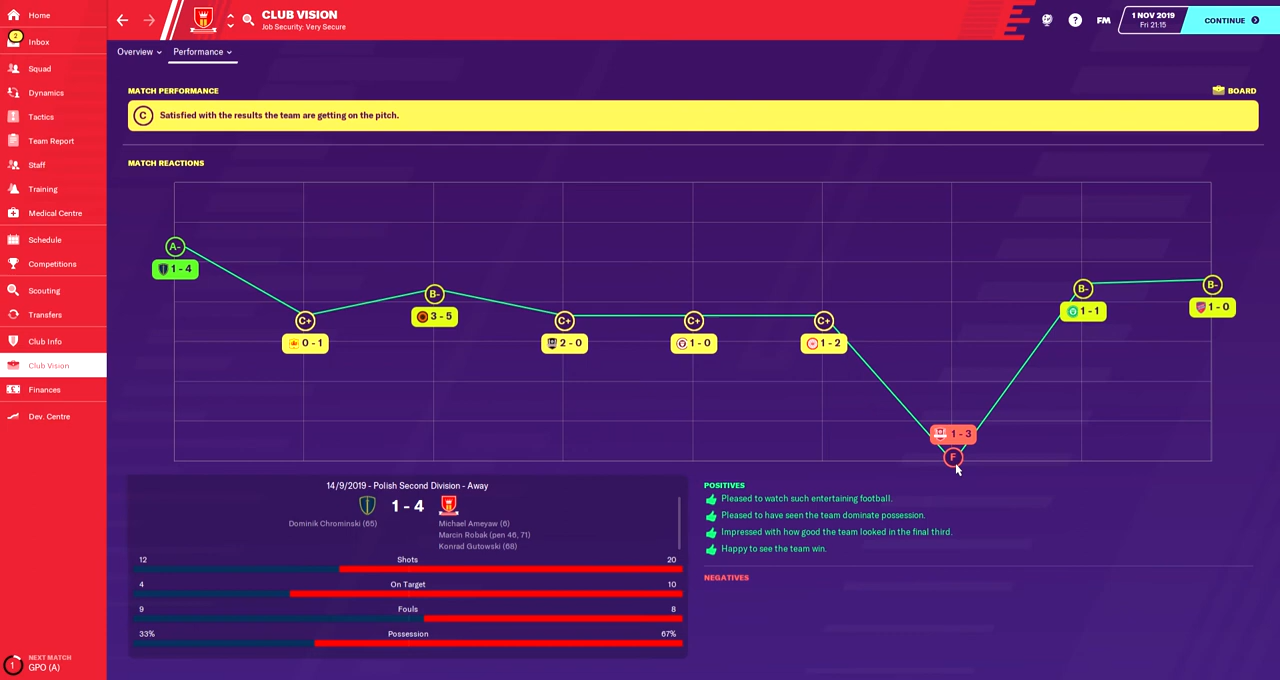 Home
2
Inbox
Squad
Dynamics
Tactics
Team Report
Staff
Training
Medical Centre
Schedule
Competitions
Scouting
Transfers
Club Info
Club Vision
Finances
Dev. Centre
1
NEXT MATCH
GPO (A)
CLUB VISION
Job Security: Very Secure
?
FM
1 NOV 2019
Fri 21:15
CONTINUE
Overview
Performance
MATCH PERFORMANCE
BOARD
C
Satisfied with the results the team are getting on the pitch.
MATCH REACTIONS
A-
1 - 4
C+
0 - 1
B-
3 - 5
C+
2 - 0
C+
1 - 0
C+
1 - 2
1 - 3
F
B-
1 - 1
B-
1 - 0
14/9/2019 - Polish Second Division - Away
1 - 4
Dominik Chrominski (65)
Michael Ameyaw (6)
Marcin Robak (pen 46, 71)
Konrad Gutowski (68)
12 Shots 20
4 On Target 10
9 Fouls 8
33% Possession 67%
POSITIVES
Pleased to watch such entertaining football.
Pleased to have seen the team dominate possession.
Impressed with how good the team looked in the final third.
Happy to see the team win.
NEGATIVES